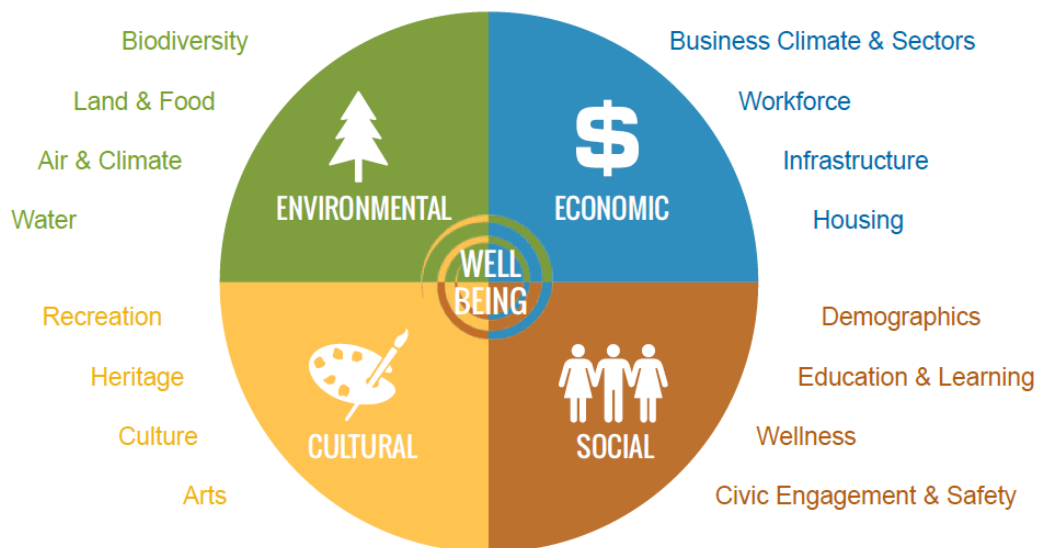 Biodiversity
Land & Food
Air & Climate
Water
ENVIRONMENTAL
$
ECONOMIC
Business Climate & Sectors
Workforce
Infrastructure
Housing
WELL
BEING
Recreation
Heritage
Culture
Arts
CULTURAL
SOCIAL
Demographics
Education & Learning
Wellness
Civic Engagement & Safety